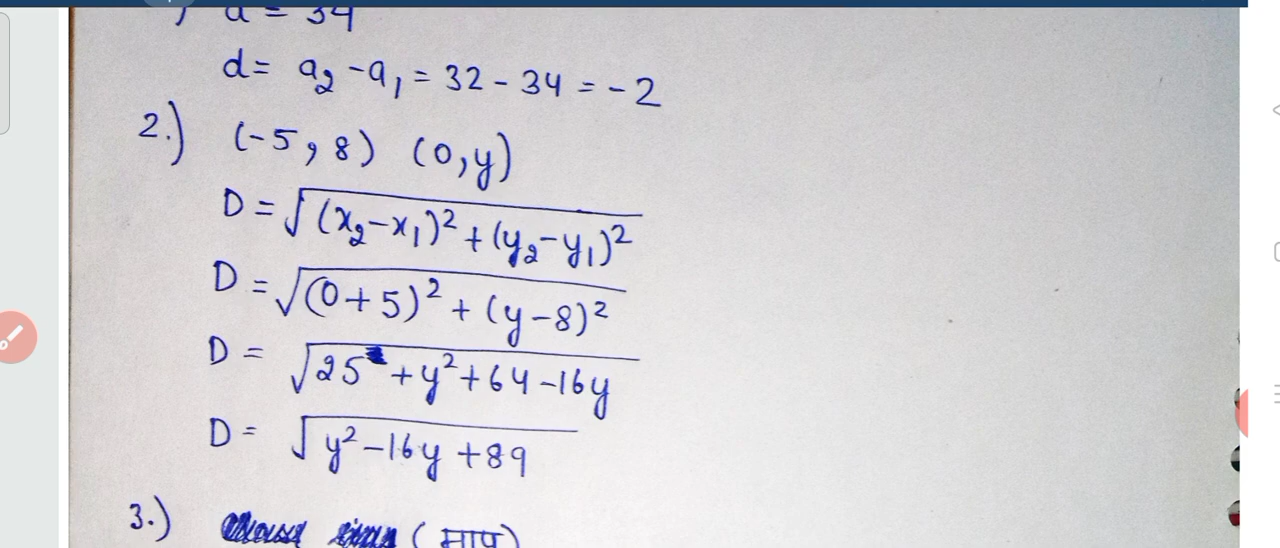 a = 34
d = a₂ - a₁ = 32 - 34 = -2
2.) (-5, 8) (0, y)
D = √(x₂-x₁)² + (y₂-y₁)²
D = √(0+5)² + (y-8)²
D = √25 + y² + 64 - 16y
D = √y² - 16y + 89
3.) (माप)